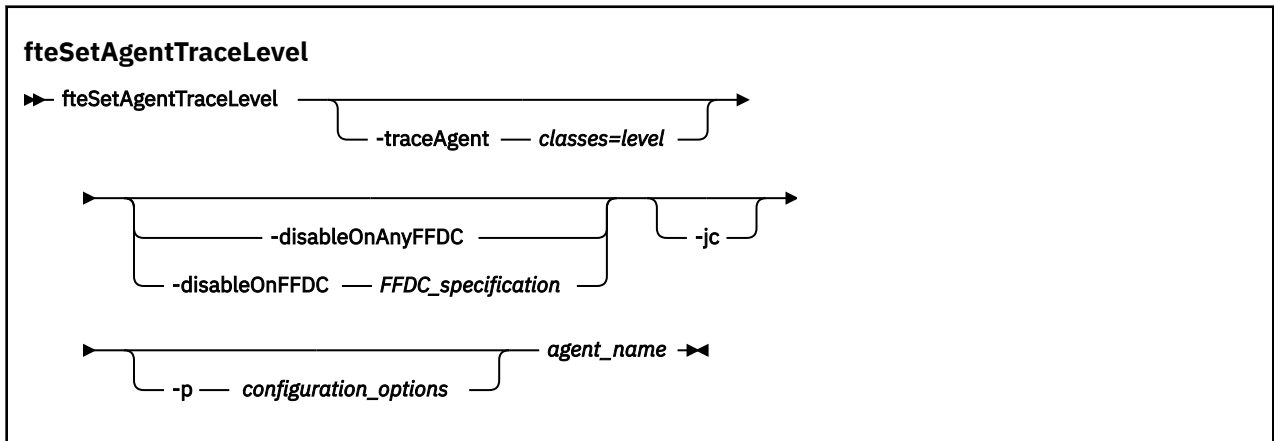 fteSetAgentTraceLevel
fteSetAgentTraceLevel
-traceAgent classes=level
-disableOnAnyFFDC
-jc
-disableOnFFDC FFDC_specification
agent_name
-p configuration_options